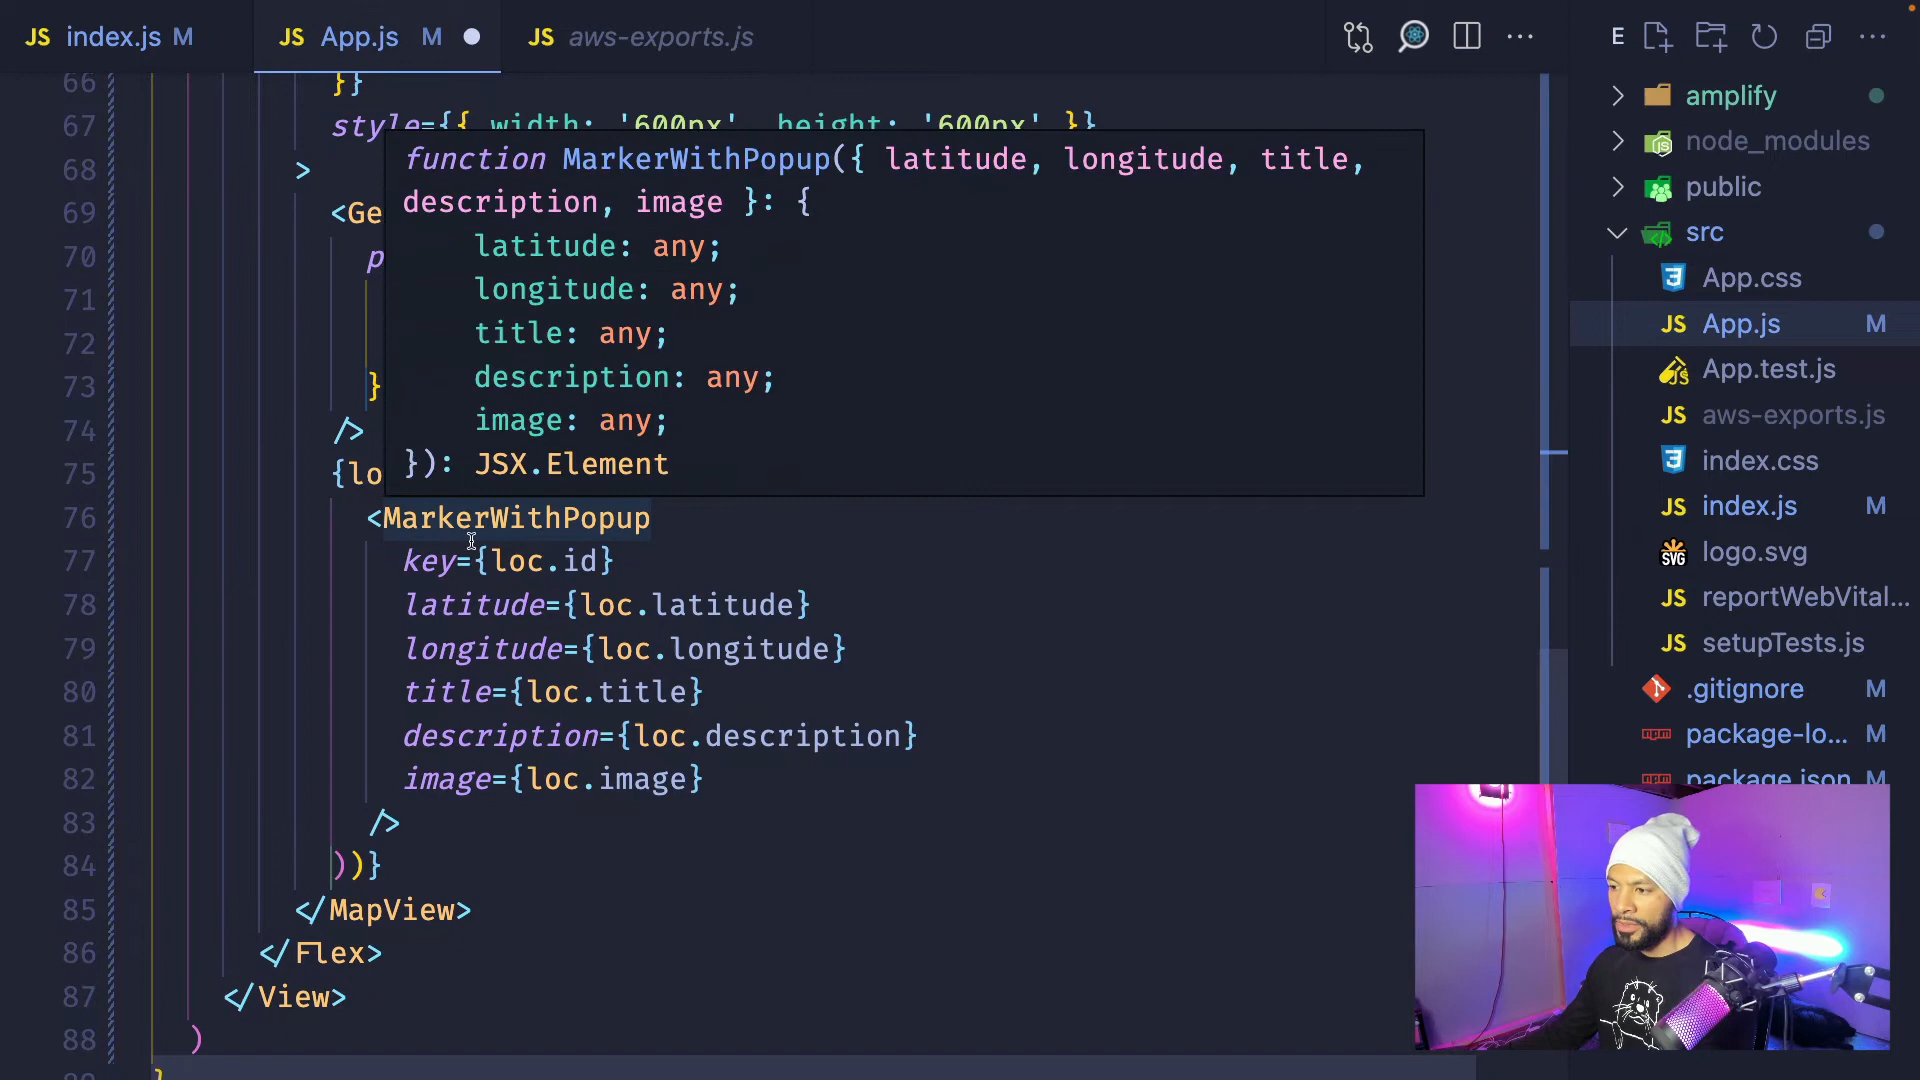 JS index.js M
JS App.js M
JS aws-exports.js
E
66 }}
67 style={{ width: '600px', height: '600px' }}
68 >
69 <Ge
70 p
71
72
73 }
74 />
75 {lo
function MarkerWithPopup({ latitude, longitude, title,
description, image }: {
latitude: any;
longitude: any;
title: any;
description: any;
image: any;
}): JSX.Element
76 <MarkerWithPopup
77 key={loc.id}
78 latitude={loc.latitude}
79 longitude={loc.longitude}
80 title={loc.title}
81 description={loc.description}
82 image={loc.image}
83 />
84 ))}
85 </MapView>
86 </Flex>
87 </View>
88 )
}
amplify
node_modules
public
src
App.css
JS App.js M
App.test.js
JS aws-exports.js
index.css
JS index.js M
SVG logo.svg
JS reportWebVital...
JS setupTests.js
.gitignore M
package-lo... M
package.json M